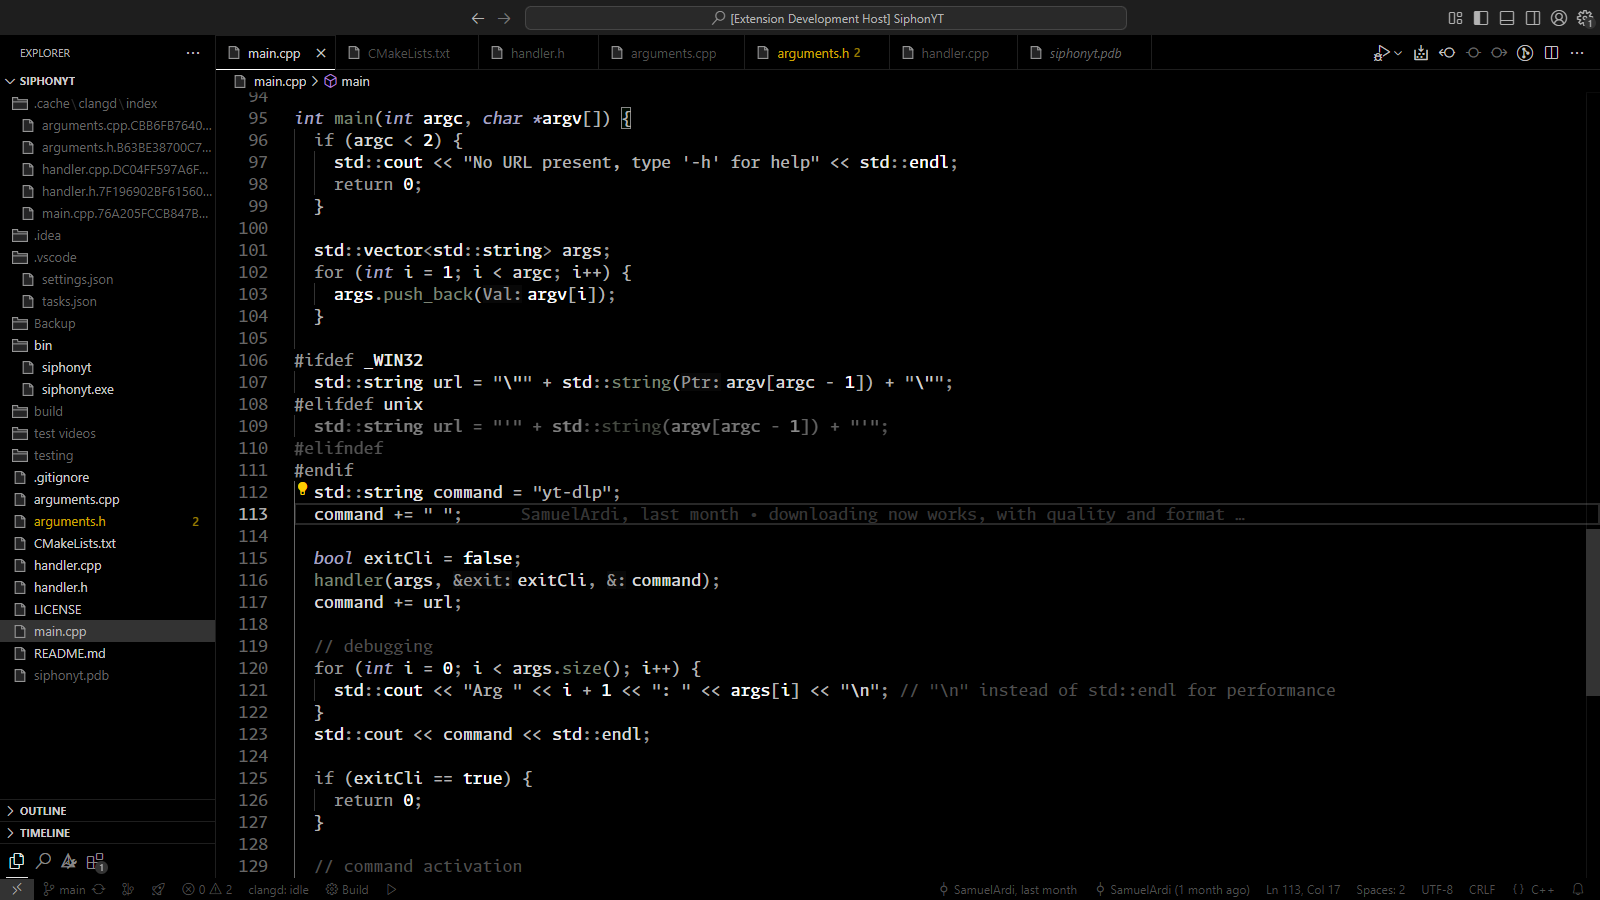 [Extension Development Host] SiphonYT
EXPLORER
main.cpp
CMakeLists.txt
handler.h
arguments.cpp
arguments.h 2
handler.cpp
siphonyt.pdb
SIPHONYT
.cache\clangd\index
arguments.cpp.CBB6FB7640...
arguments.h.B63BE38700C7...
handler.cpp.DC04FF597A6F...
handler.h.7F196902BF61560...
main.cpp.76A205FCCB847B...
.idea
.vscode
settings.json
tasks.json
Backup
bin
siphonyt
siphonyt.exe
build
test videos
testing
.gitignore
arguments.cpp
arguments.h 2
CMakeLists.txt
handler.cpp
handler.h
LICENSE
main.cpp
README.md
siphonyt.pdb
OUTLINE
TIMELINE
main.cpp > main
94
95 int main(int argc, char *argv[]) {
96 if (argc < 2) {
97 std::cout << "No URL present, type '-h' for help" << std::endl;
98 return 0;
99 }
100
101 std::vector<std::string> args;
102 for (int i = 1; i < argc; i++) {
103 args.push_back(Val: argv[i]);
104 }
105
106 #ifdef _WIN32
107 std::string url = "\"" + std::string(Ptr: argv[argc - 1]) + "\"";
108 #elifdef unix
109 std::string url = "'" + std::string(argv[argc - 1]) + "'";
110 #elifndef
111 #endif
112 std::string command = "yt-dlp";
113 command += " "; SamuelArdi, last month • downloading now works, with quality and format …
114
115 bool exitCli = false;
116 handler(args, &exit: exitCli, &: command);
117 command += url;
118
119 // debugging
120 for (int i = 0; i < args.size(); i++) {
121 std::cout << "Arg " << i + 1 << ": " << args[i] << "\n"; // "\n" instead of std::endl for performance
122 }
123 std::cout << command << std::endl;
124
125 if (exitCli == true) {
126 return 0;
127 }
128
129 // command activation
1
1
main
0 2
clangd: idle
Build
SamuelArdi, last month
SamuelArdi (1 month ago)
Ln 113, Col 17
Spaces: 2
UTF-8
CRLF
{} C++